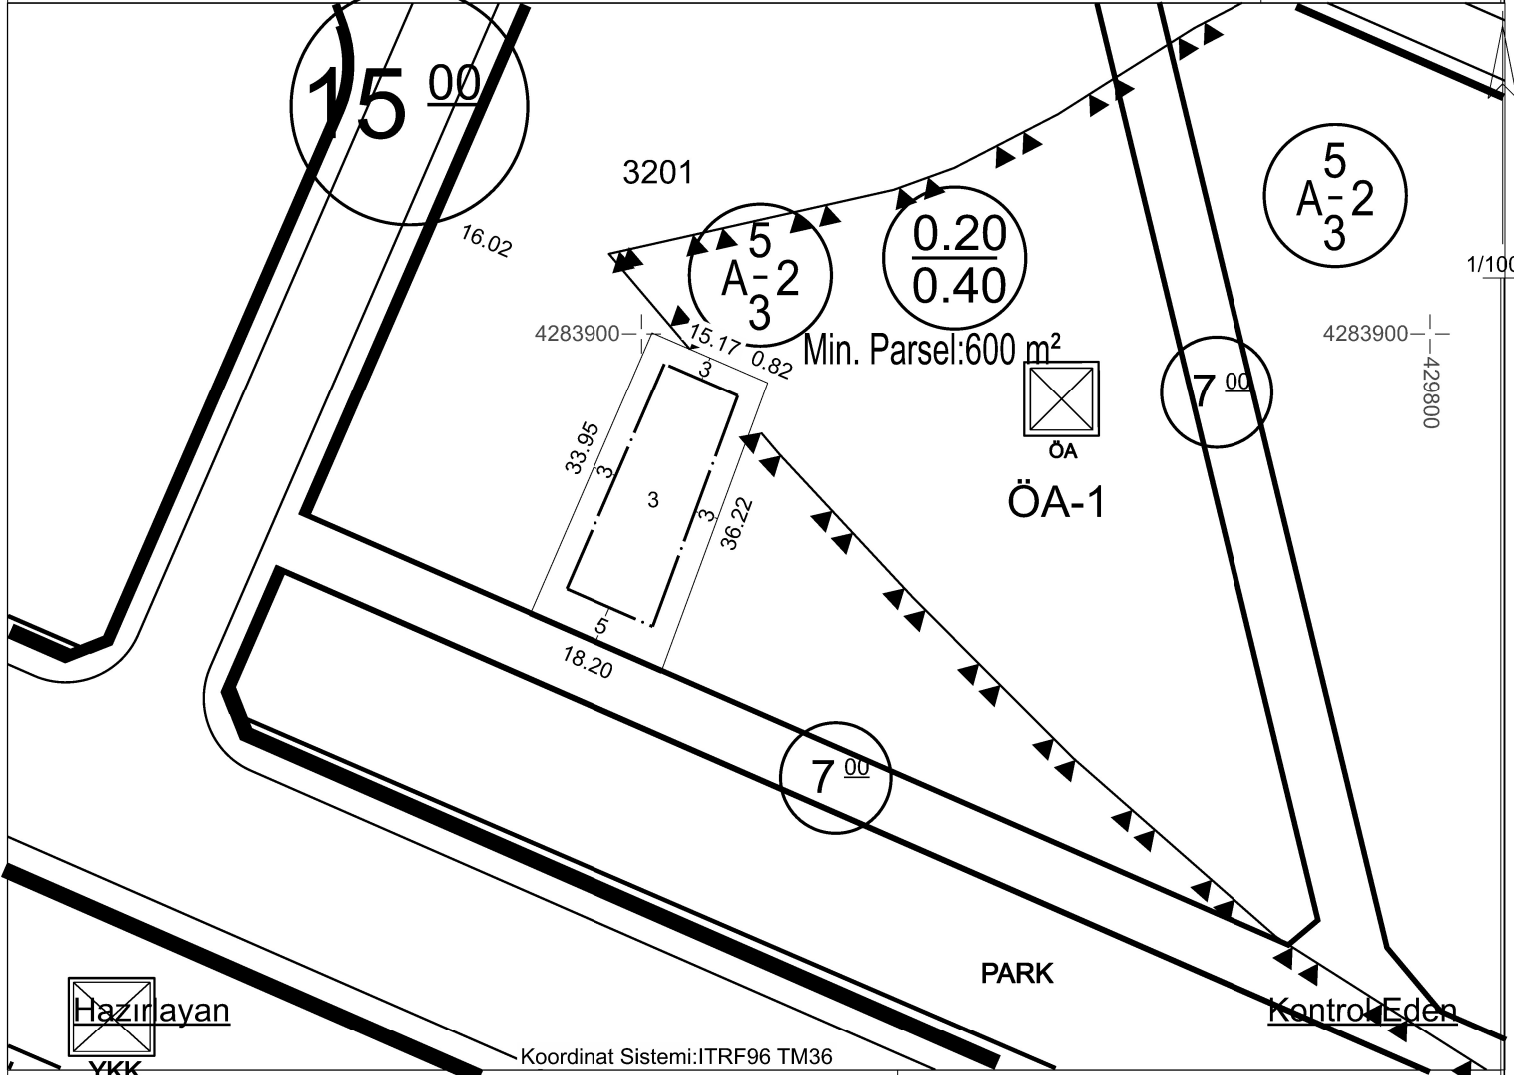 15 00
3201
16.02
5
A-2
3
0.20
0.40
5
A-2
3
1/100
4283900
15.17
0.82
Min. Parsel:600 m²
4283900
429800
3
7 00
ÖA
33.95
3
3
3
36.22
ÖA-1
5
18.20
7 00
PARK
Hazırlayan
Kontrol Eden
Koordinat Sistemi:ITRF96 TM36
YKK